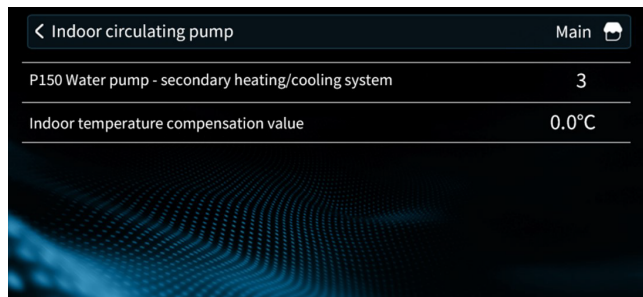 Indoor circulating pump Main
P150 Water pump - secondary heating/cooling system 3
Indoor temperature compensation value 0.0°C